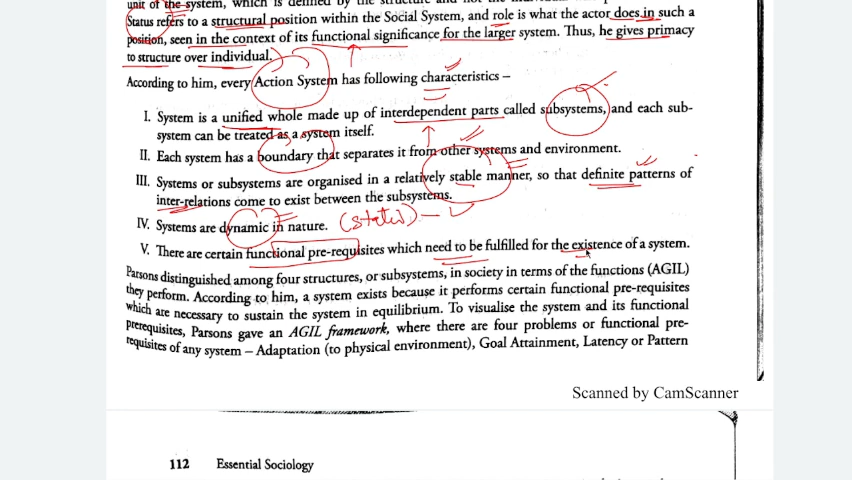 unit of the system, which is defined by the structure and not the individual
Status refers to a structural position within the Social System, and role is what the actor does in such a
position, seen in the context of its functional significance for the larger system. Thus, he gives primacy
to structure over individual.
According to him, every Action System has following characteristics –
I. System is a unified whole made up of interdependent parts called subsystems, and each sub-
system can be treated as a system itself.
II. Each system has a boundary that separates it from other systems and environment.
III. Systems or subsystems are organised in a relatively stable manner, so that definite patterns of
inter-relations come to exist between the subsystems.
IV. Systems are dynamic in nature.
V. There are certain functional pre-requisites which need to be fulfilled for the existence of a system.
Parsons distinguished among four structures, or subsystems, in society in terms of the functions (AGIL)
they perform. According to him, a system exists because it performs certain functional pre-requisites
which are necessary to sustain the system in equilibrium. To visualise the system and its functional
prerequisites, Parsons gave an AGIL framework, where there are four problems or functional pre-
requisites of any system – Adaptation (to physical environment), Goal Attainment, Latency or Pattern
Scanned by CamScanner
112 Essential Sociology